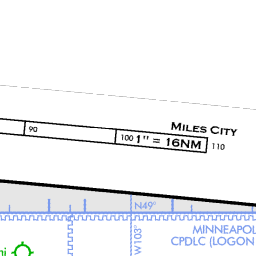 MILES CITY
90
100
1" = 16NM
110
N49°
W103°
MINNEAPOL
CPDLC (LOGON